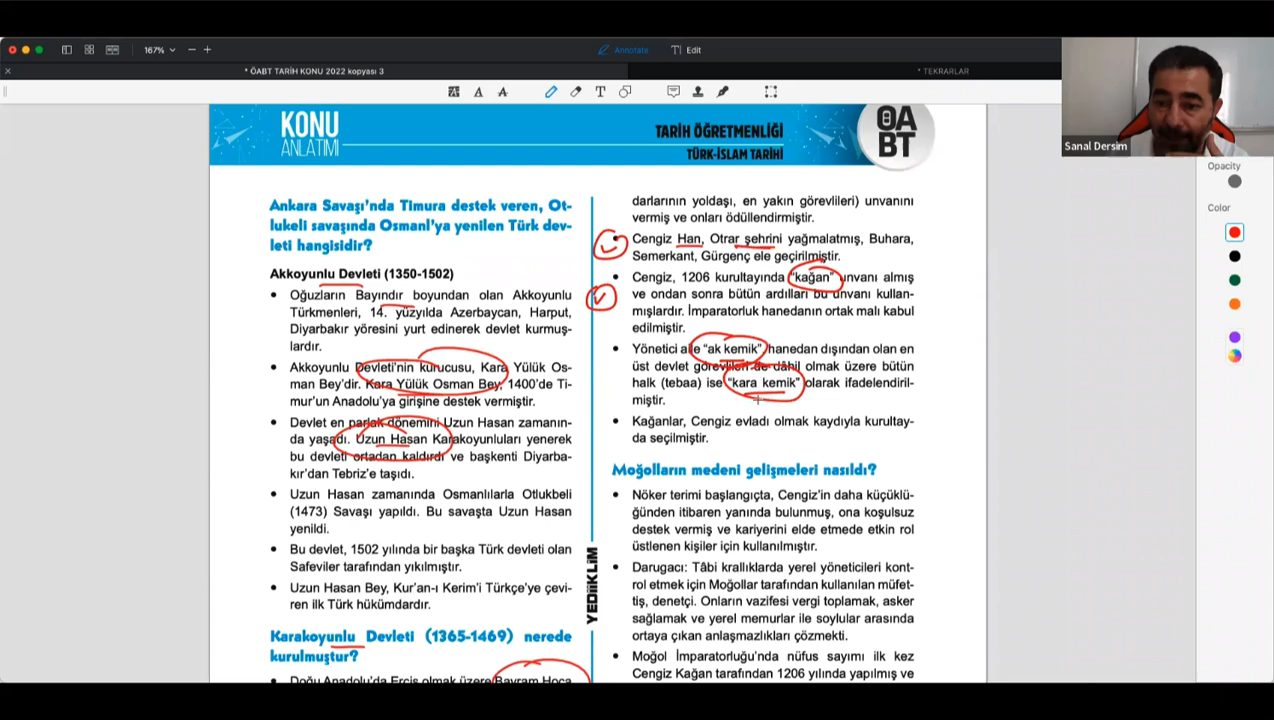 167%
Annotate
Edit
* ÖABT TARİH KONU 2022 kopyası 3
* TEKRARLAR
Sanal Dersim
Opacity
Color
KONU
ANLATIMI
TARİH ÖĞRETMENLİĞİ
TÜRK-İSLAM TARİHİ
ÖA
BT
Ankara Savaşı'nda Timura destek veren, Ot-
lukeli savaşında Osmanl'ya yenilen Türk dev-
leti hangisidir?
Akkoyunlu Devleti (1350-1502)
• Oğuzların Bayındır boyundan olan Akkoyunlu
Türkmenleri, 14. yüzyılda Azerbaycan, Harput,
Diyarbakır yöresini yurt edinerek devlet kurmuş-
lardır.
• Akkoyunlu Devleti'nin kurucusu, Kara Yülük Os-
man Bey'dir. Kara Yülük Osman Bey, 1400'de Ti-
mur'un Anadolu'ya girişine destek vermiştir.
• Devlet en parlak dönemini Uzun Hasan zamanın-
da yaşadı. Uzun Hasan Karakoyunluları yenerek
bu devleti ortadan kaldırdı ve başkenti Diyarba-
kır'dan Tebriz'e taşıdı.
• Uzun Hasan zamanında Osmanlılarla Otlukbeli
(1473) Savaşı yapıldı. Bu savaşta Uzun Hasan
yenildi.
• Bu devlet, 1502 yılında bir başka Türk devleti olan
Safeviler tarafından yıkılmıştır.
• Uzun Hasan Bey, Kur'an-ı Kerim'i Türkçe'ye çevi-
ren ilk Türk hükümdardır.
Karakoyunlu Devleti (1365-1469) nerede
kurulmuştur?
• Doğu Anadolu'da Erciş olmak üzere Bayram Hoca
YEDİİKLİM
darlarının yoldaşı, en yakın görevlileri) unvanını
vermiş ve onları ödüllendirmiştir.
• Cengiz Han, Otrar şehrini yağmalatmış, Buhara,
Semerkant, Gürgenç ele geçirilmiştir.
• Cengiz, 1206 kurultayında “kağan” unvanı almış
ve ondan sonra bütün ardılları bu unvanı kullan-
mışlardır. İmparatorluk hanedanın ortak malı kabul
edilmiştir.
• Yönetici aile “ak kemik” hanedan dışından olan en
üst devlet görevlileri de dâhil olmak üzere bütün
halk (tebaa) ise “kara kemik” olarak ifadelendiril-
miştir.
• Kağanlar, Cengiz evladı olmak kaydıyla kurultay-
da seçilmiştir.
Moğolların medeni gelişmeleri nasıldı?
• Nöker terimi başlangıçta, Cengiz'in daha küçüklü-
ğünden itibaren yanında bulunmuş, ona koşulsuz
destek vermiş ve kariyerini elde etmede etkin rol
üstlenen kişiler için kullanılmıştır.
• Darugacı: Tâbi krallıklarda yerel yöneticileri kont-
rol etmek için Moğollar tarafından kullanılan müfet-
tiş, denetçi. Onların vazifesi vergi toplamak, asker
sağlamak ve yerel memurlar ile soylular arasında
ortaya çıkan anlaşmazlıkları çözmekti.
• Moğol İmparatorluğu'nda nüfus sayımı ilk kez
Cengiz Kağan tarafından 1206 yılında yapılmış ve